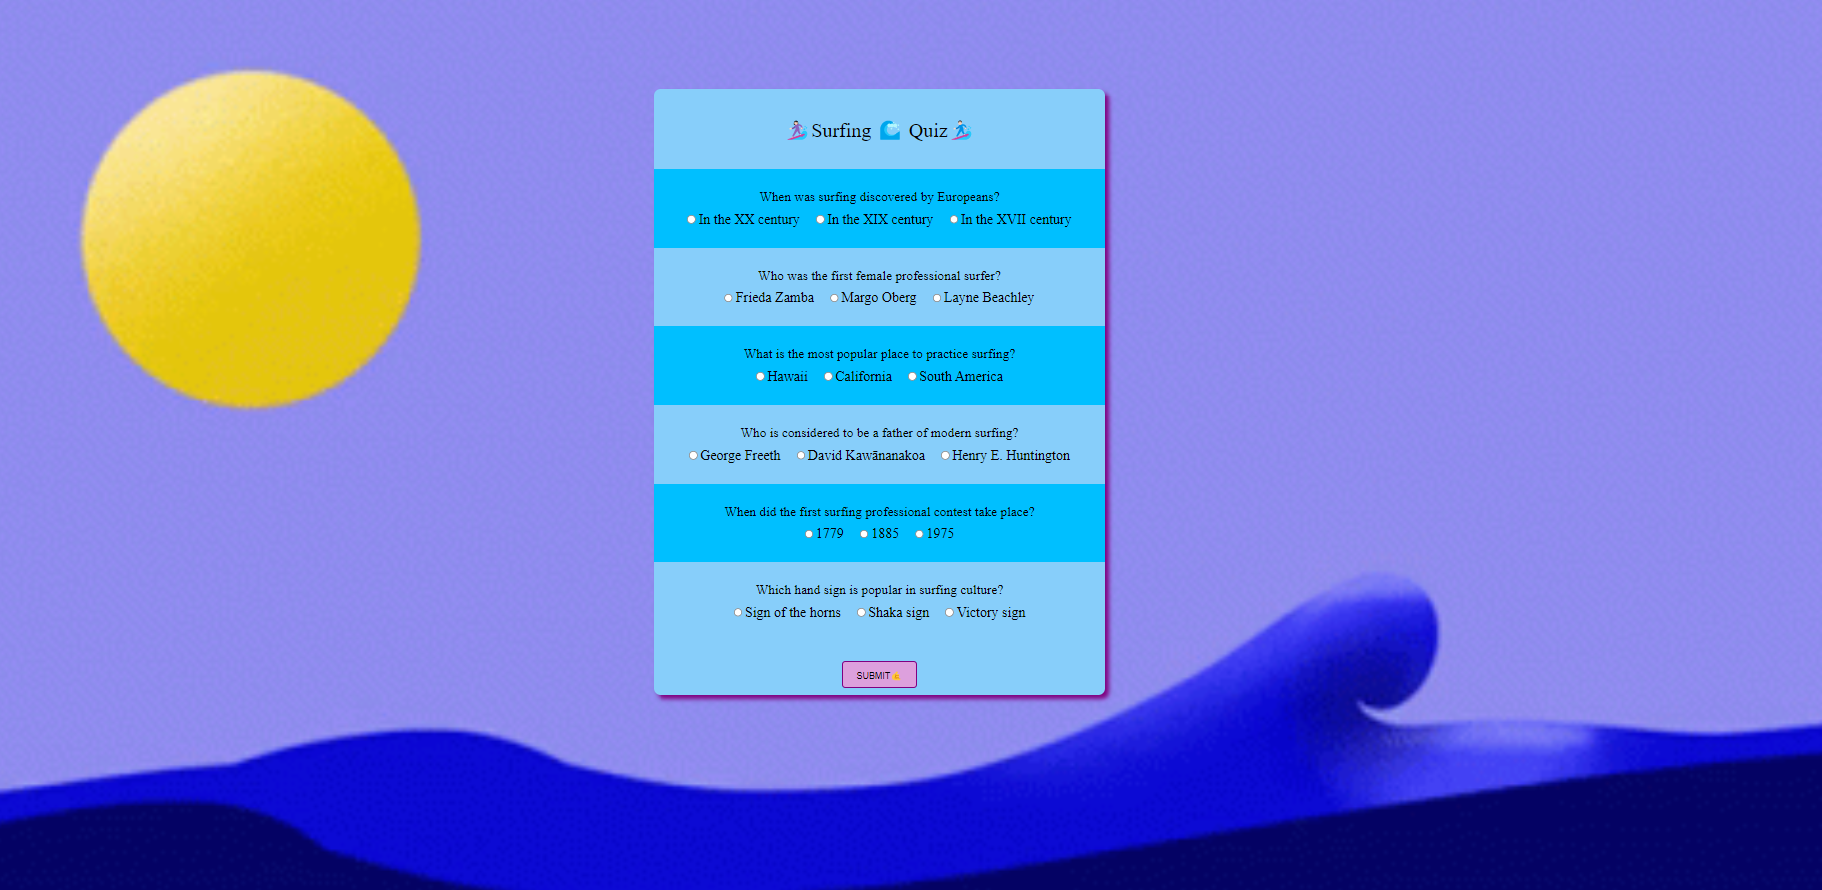 Surfing 🌊 Quiz
When was surfing discovered by Europeans?
In the XX century In the XIX century In the XVII century
Who was the first female professional surfer?
Frieda Zamba Margo Oberg Layne Beachley
What is the most popular place to practice surfing?
Hawaii California South America
Who is considered to be a father of modern surfing?
George Freeth David Kawānanakoa Henry E. Huntington
When did the first surfing professional contest take place?
1779 1885 1975
Which hand sign is popular in surfing culture?
Sign of the horns Shaka sign Victory sign
SUBMIT